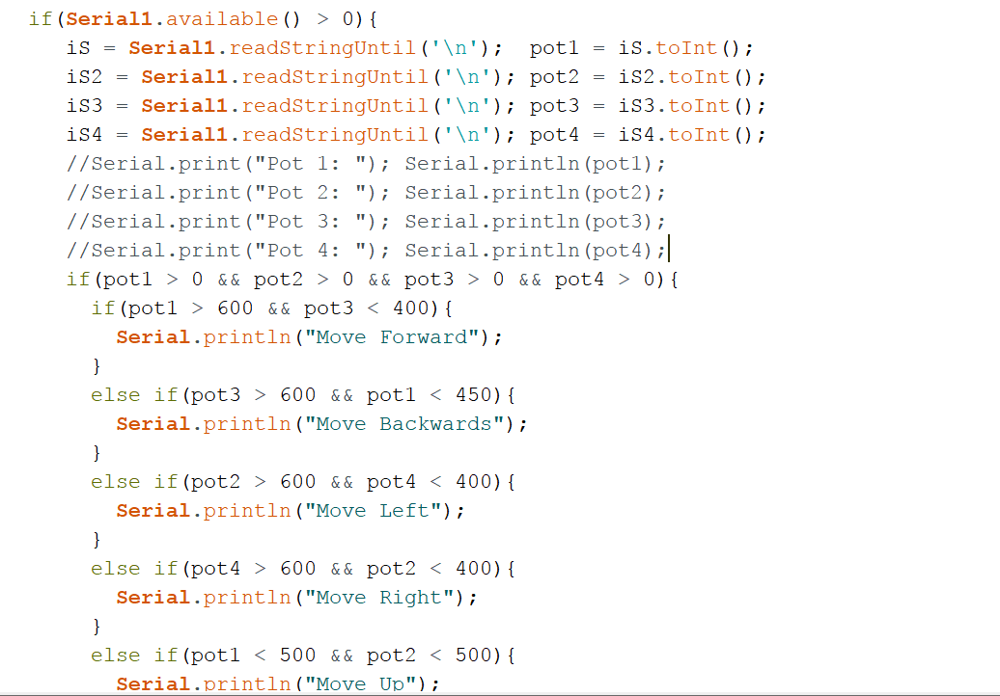 if(Serial1.available() > 0){
iS = Serial1.readStringUntil('\n');  pot1 = iS.toInt();
iS2 = Serial1.readStringUntil('\n'); pot2 = iS2.toInt();
iS3 = Serial1.readStringUntil('\n'); pot3 = iS3.toInt();
iS4 = Serial1.readStringUntil('\n'); pot4 = iS4.toInt();
//Serial.print("Pot 1: "); Serial.println(pot1);
//Serial.print("Pot 2: "); Serial.println(pot2);
//Serial.print("Pot 3: "); Serial.println(pot3);
//Serial.print("Pot 4: "); Serial.println(pot4);
if(pot1 > 0 && pot2 > 0 && pot3 > 0 && pot4 > 0){
if(pot1 > 600 && pot3 < 400){
Serial.println("Move Forward");
}
else if(pot3 > 600 && pot1 < 450){
Serial.println("Move Backwards");
}
else if(pot2 > 600 && pot4 < 400){
Serial.println("Move Left");
}
else if(pot4 > 600 && pot2 < 400){
Serial.println("Move Right");
}
else if(pot1 < 500 && pot2 < 500){
Serial.println("Move Up");